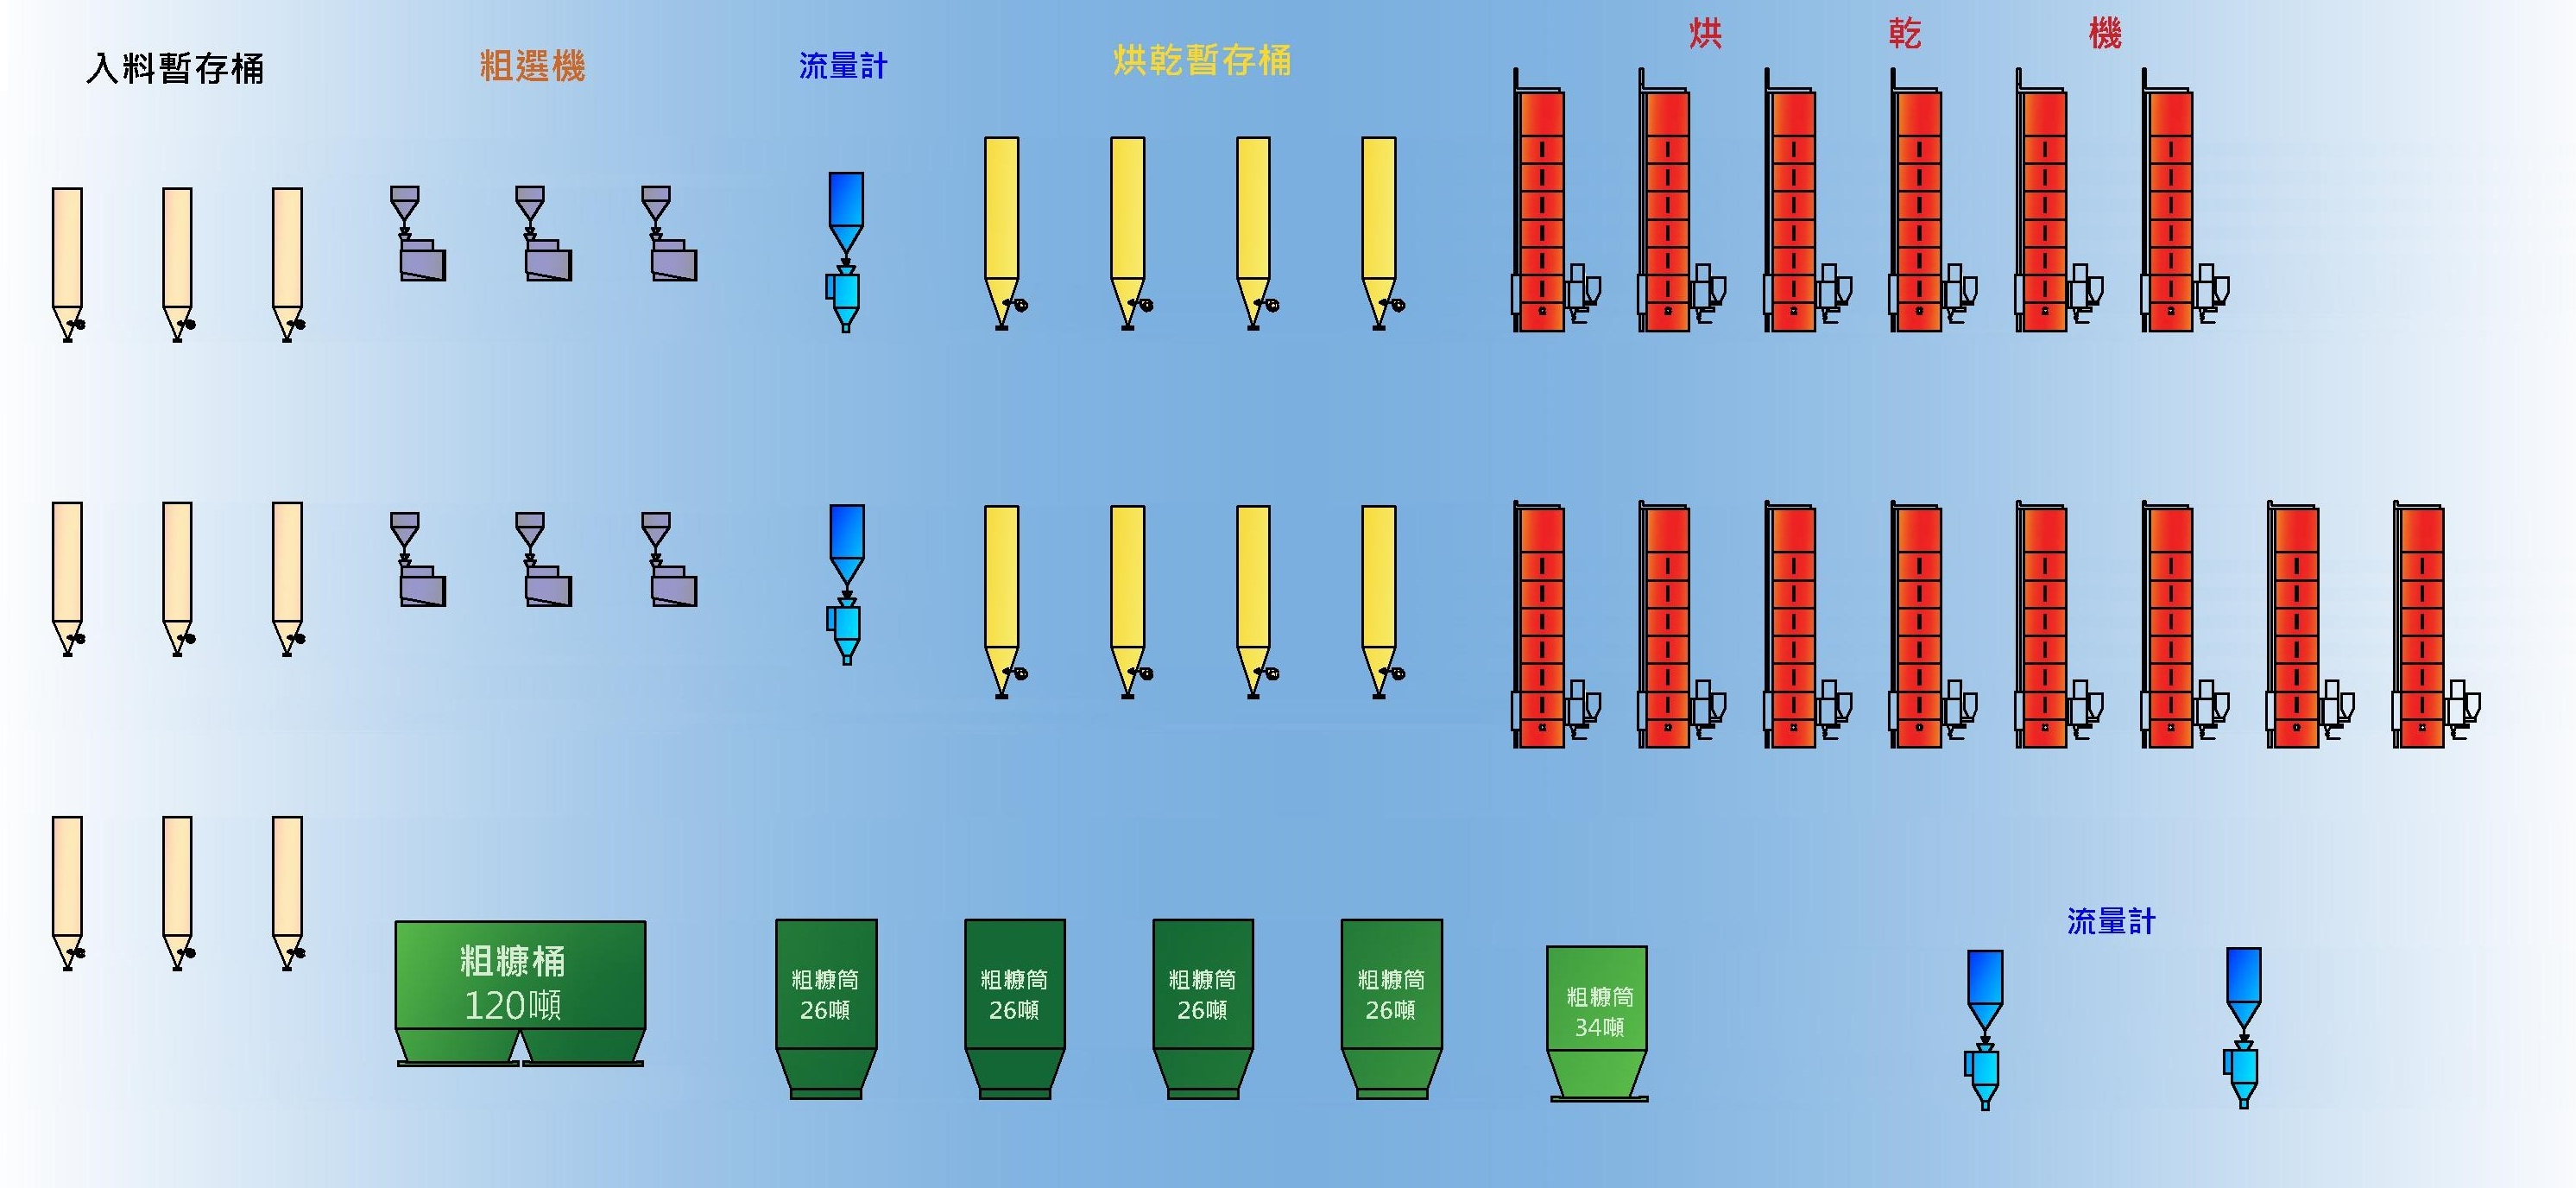 入料暫存桶
粗選機
流量計
烘乾暫存桶
烘 乾 機
粗糠桶
120噸
粗糠筒
26噸
粗糠筒
26噸
粗糠筒
26噸
粗糠筒
26噸
粗糠筒
34噸
流量計